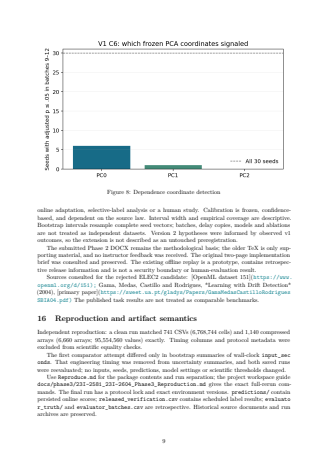 V1 C6: which frozen PCA coordinates signaled
Seeds with adjusted p ≤ .05 in batches 9–12
30
25
20
15
10
5
0
PC0
PC1
PC2
All 30 seeds
Figure 8: Dependence coordinate detection
online adaptation, selective-label analysis or a human study. Calibration is frozen, confidence-
based, and dependent on the source law. Interval width and empirical coverage are descriptive.
Bootstrap intervals resample complete seed vectors; batches, delay copies, models and ablations
are not treated as independent datasets. Version 2 hypotheses were informed by observed v1
outcomes, so the extension is not described as an untouched preregistration.
The submitted Phase 2 DOCX remains the methodological basis; the older TeX is only sup-
porting material, and no instructor feedback was received. The original two-page implementation
brief was consulted and preserved. The existing offline replay is a prototype, contains retrospec-
tive release information and is not a security boundary or human-evaluation result.
Sources consulted for the rejected ELEC2 candidate: [OpenML dataset 151](https://www.
openml.org/d/151); Gama, Medas, Castillo and Rodrigues, *Learning with Drift Detection*
(2004), [primary paper](
The published task results are not treated as comparable benchmarks.
16 Reproduction and artifact semantics
Independent reproduction: a clean run matched 741 CSVs (6,768,744 cells) and 1,140 compressed
arrays (6,660 arrays; 95,554,560 values) exactly. Timing columns and protocol metadata were
excluded from scientific equality checks.
The first comparator attempt differed only in bootstrap summaries of wall-clock input_sec
onds. That engineering timing was removed from uncertainty summaries, and both saved runs
were reevaluated; no inputs, seeds, predictions, model settings or scientific thresholds changed.
Use Reproduce.md for the package contents and run separation; the project workspace guide
docs/phase3/23I-2581_23I-2604_Phase3_Reproduction.md gives the exact full-rerun com-
mands. The final run has a protocol lock and exact environment versions. predictions/ contain
persisted online scores; released_verification.csv contains scheduled label results; evaluato
r_truth/ and evaluator_batches.csv are retrospective. Historical source documents and run
archives are preserved.
9